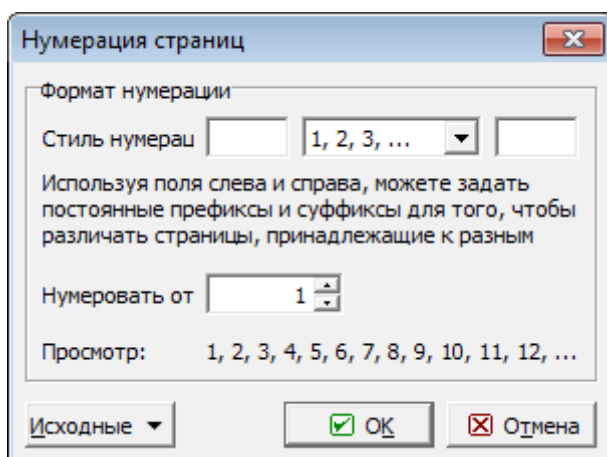 Нумерация страниц
Формат нумерации
Стиль нумерац 1, 2, 3, ...
Используя поля слева и справа, можете задать
постоянные префиксы и суффиксы для того, чтобы
различать страницы, принадлежащие к разным
Нумеровать от 1
Просмотр: 1, 2, 3, 4, 5, 6, 7, 8, 9, 10, 11, 12, ...
Исходные OK Отмена